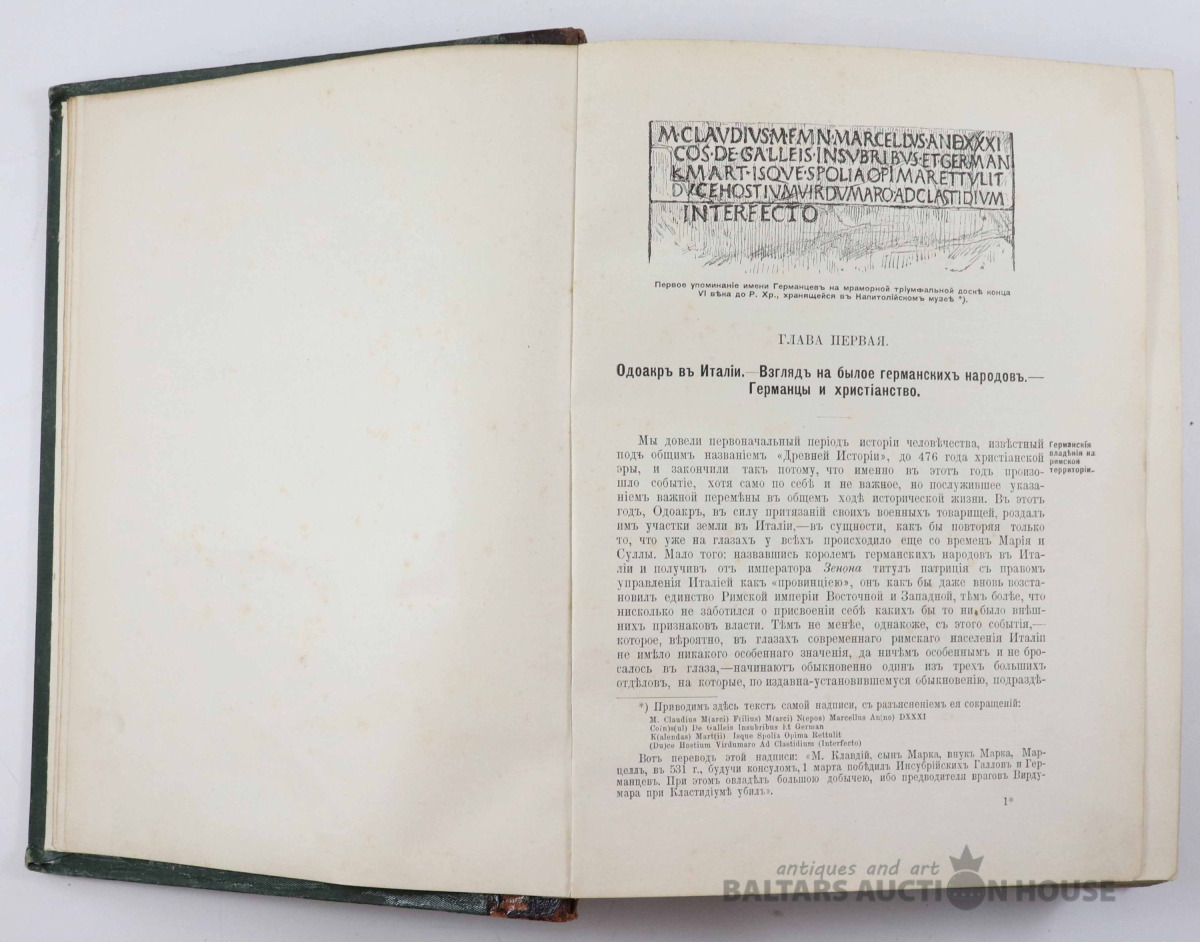 M·CLAVDIVS·M·F·M·N·MARCELLVS·AN·DXXXI
COS·DE·GALLEIS·INSVBRIBVS·ET·GERMAN
K·MART·ISQVE·SPOLIA·OPIMA·RETTVLIT
DVCE·HOSTIVM·VIRDVMARO·AD·CLASTIDIVM
INTERFECTO
Первое упоминаніе имени Германцевъ на мраморной тріумфальной доскѣ конца
VI вѣка до Р. Хр., хранящейся въ Капитолійскомъ музеѣ *).
ГЛАВА ПЕРВАЯ.
Одоакръ въ Италіи.—Взглядъ на былое германскихъ народовъ.—
Германцы и христіанство.
Германскія
владѣнія на
римской
территоріи.
Мы довели первоначальный періодъ исторіи человѣчества, извѣстный
подъ общимъ названіемъ «Древней Исторіи», до 476 года христіанской
эры, и закончили такъ потому, что именно въ этотъ годъ произо-
шло событіе, хотя само по себѣ и не важное, но послужившее указа-
ніемъ важной перемѣны въ общемъ ходѣ исторической жизни. Въ этотъ
годъ, Одоакръ, въ силу притязаній своихъ военныхъ товарищей, роздалъ
имъ участки земли въ Италіи,—въ сущности, какъ бы повторяя только
то, что уже на глазахъ у всѣхъ происходило еще со временъ Марія и
Суллы. Мало того: назвавшись королемъ германскихъ народовъ въ Ита-
ліи и получивъ отъ императора Зенона титулъ патриція съ правомъ
управленія Италіей какъ «провинціею», онъ какъ бы даже вновь возста-
новилъ единство Римской имперіи Восточной и Западной, тѣмъ болѣе, что
нисколько не заботился о присвоеніи себѣ какихъ бы то ни было внѣш-
нихъ признаковъ власти. Тѣмъ не менѣе, однакоже, съ этого событія,—
которое, вѣроятно, въ глазахъ современнаго римскаго населенія Италіи
не имѣло никакого особеннаго значенія, да ничѣмъ особеннымъ и не бро-
салось въ глаза,—начинаютъ обыкновенно одинъ изъ трехъ большихъ
отдѣловъ, на которые, по издавна-установившемуся обыкновенію, подраздѣ-
*) Приводимъ здѣсь текстъ самой надписи, съ разъясненіемъ ея сокращеній:
M. Claudius M(arci) F(ilius) M(arci) N(epos) Marcellus An(no) DXXXI
Co(n)s(ul) De Galleis Insubribus Et German
K(alendas) Mart(ii) Isque Spolia Opima Rettulit
(Du)ce Hostium Virdumaro Ad Clastidium (Interfecto)
Вотъ переводъ этой надписи: «М. Клавдій, сынъ Марка, внукъ Марка, Мар-
целлъ, въ 531 г., будучи консуломъ, 1 марта побѣдилъ Инсубрійскихъ Галловъ и Гер-
манцевъ. При этомъ овладѣлъ большою добычею, ибо предводителя враговъ Вирду-
мара при Кластидіумѣ убилъ».
1*
antiques and art
BALTARS AUCTION HOUSE